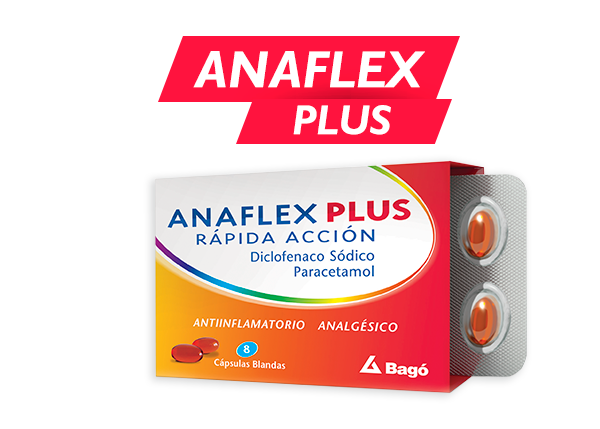 ANAFLEX
PLUS
ANAFLEX PLUS
RÁPIDA ACCIÓN
Diclofenaco Sódico
Paracetamol
ANTIINFLAMATORIO ANALGÉSICO
8
Cápsulas Blandas
Bagó